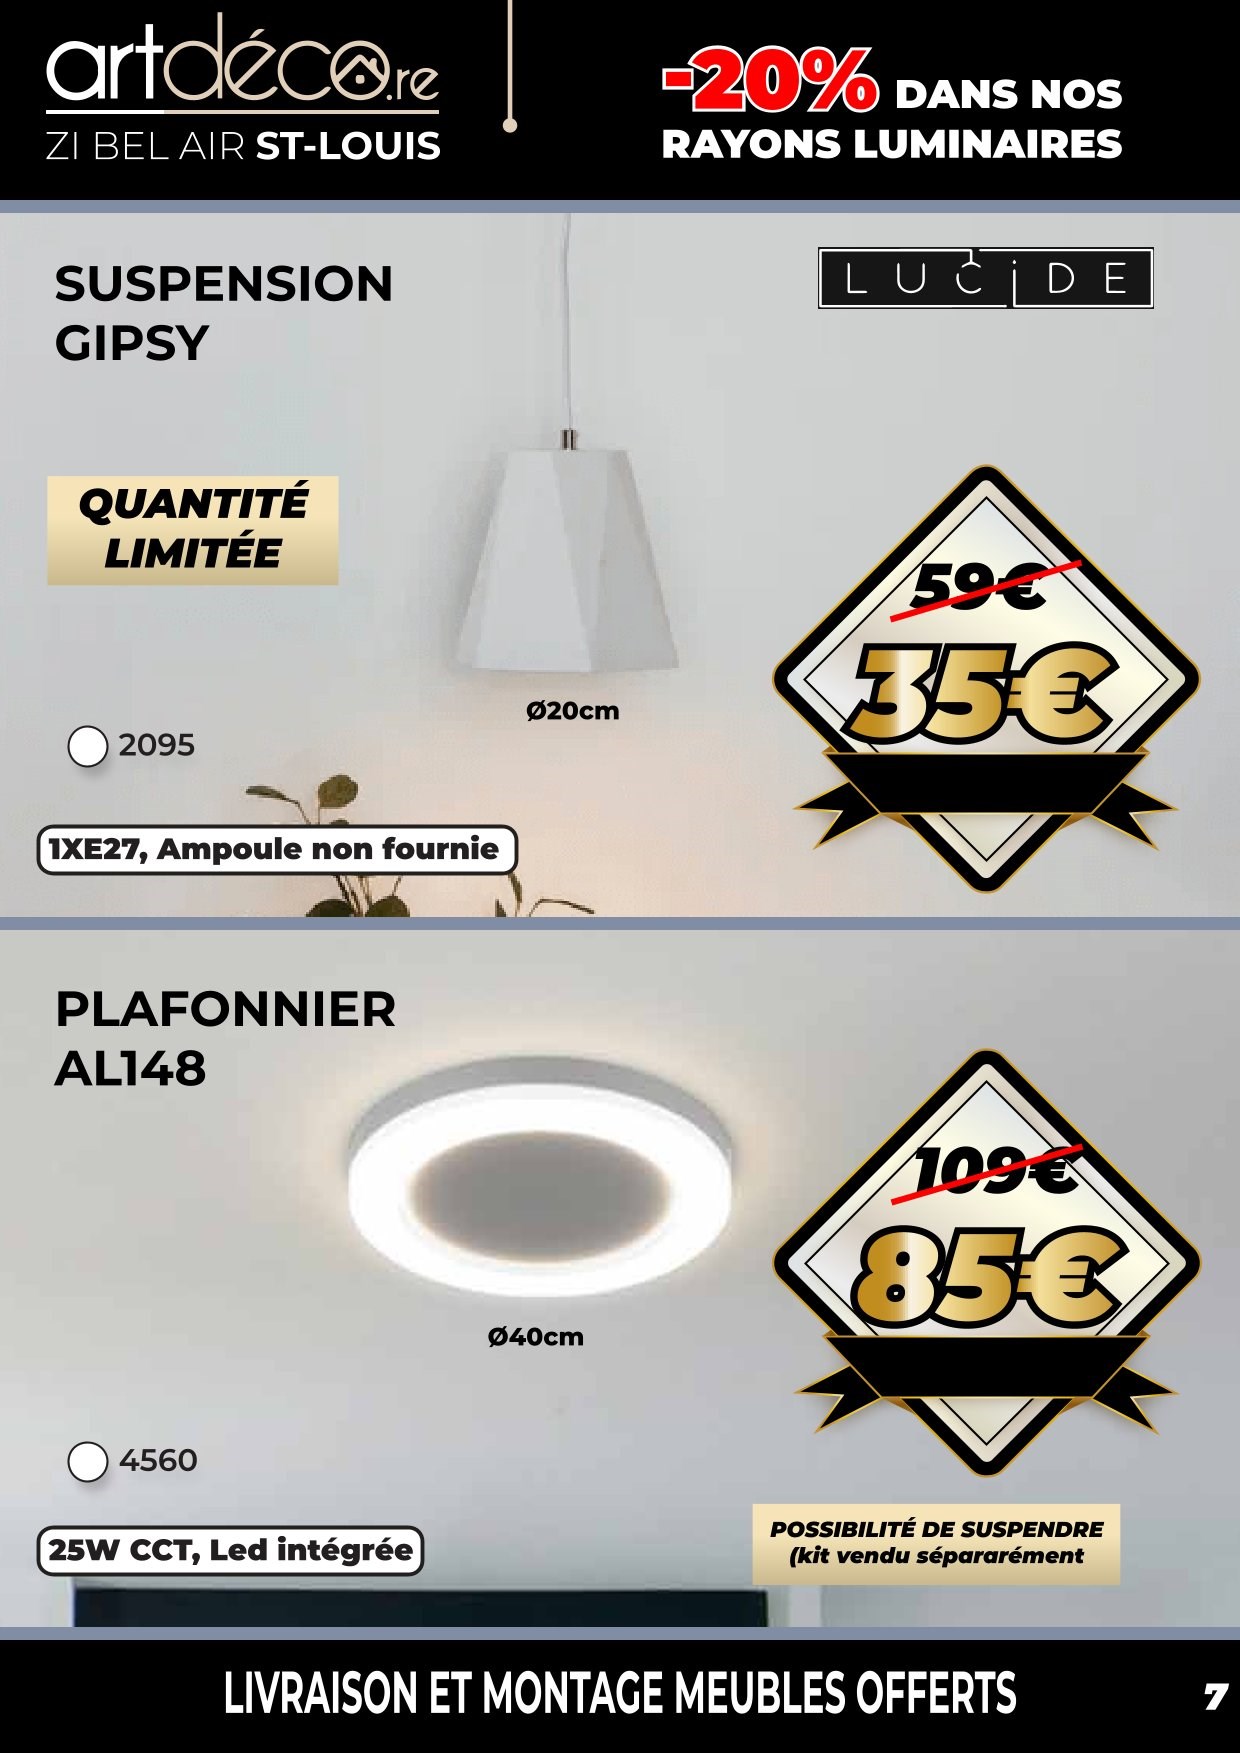 artdéco.re
ZI BEL AIR ST-LOUIS
-20% DANS NOS
RAYONS LUMINAIRES
SUSPENSION
GIPSY
LUCiDE
QUANTITÉ
LIMITÉE
59€
35€
Ø20cm
2095
1XE27, Ampoule non fournie
PLAFONNIER
AL148
109€
85€
Ø40cm
4560
25W CCT, Led intégrée
POSSIBILITÉ DE SUSPENDRE
(kit vendu sépararément
LIVRAISON ET MONTAGE MEUBLES OFFERTS
7